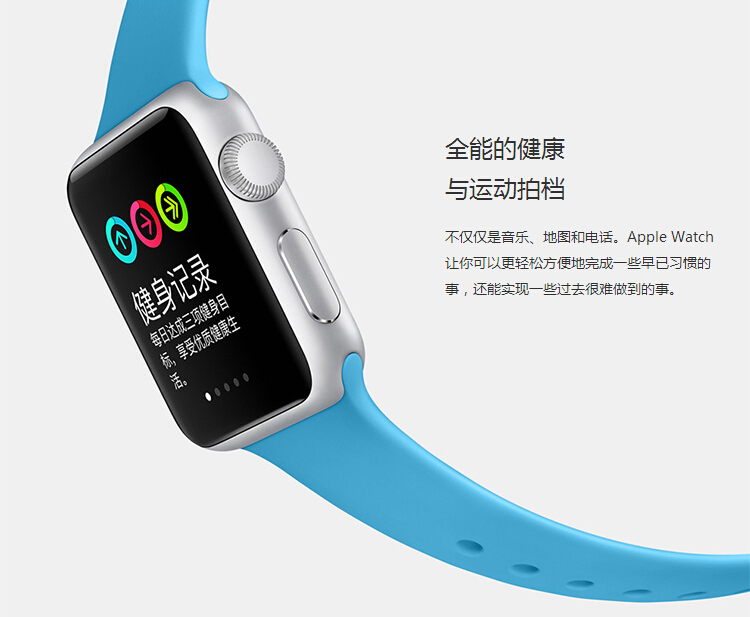 健身记录
每日达成三项健身目
标，享受优质健康生
活。
全能的健康
与运动拍档
不仅仅是音乐、地图和电话。Apple Watch
让你可以更轻松方便地完成一些早已习惯的
事，还能实现一些过去很难做到的事。